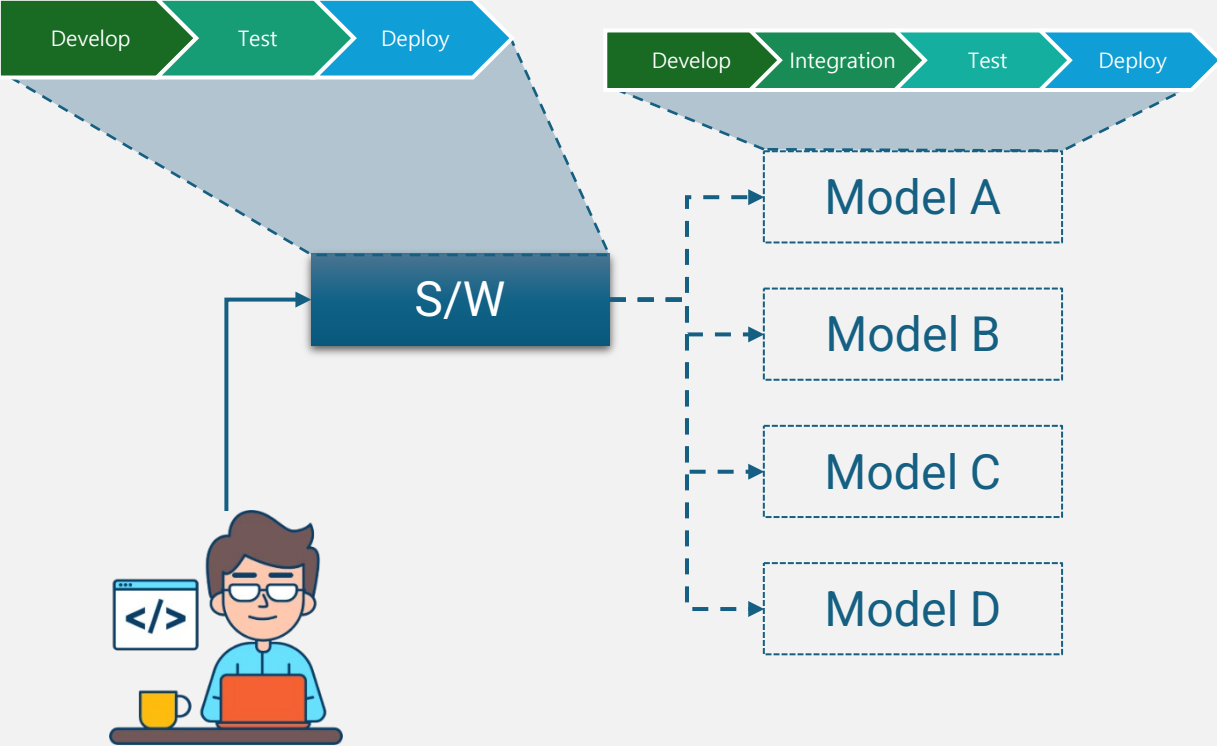 Develop
Test
Deploy
Develop
Integration
Test
Deploy
S/W
Model A
Model B
Model C
Model D
</>